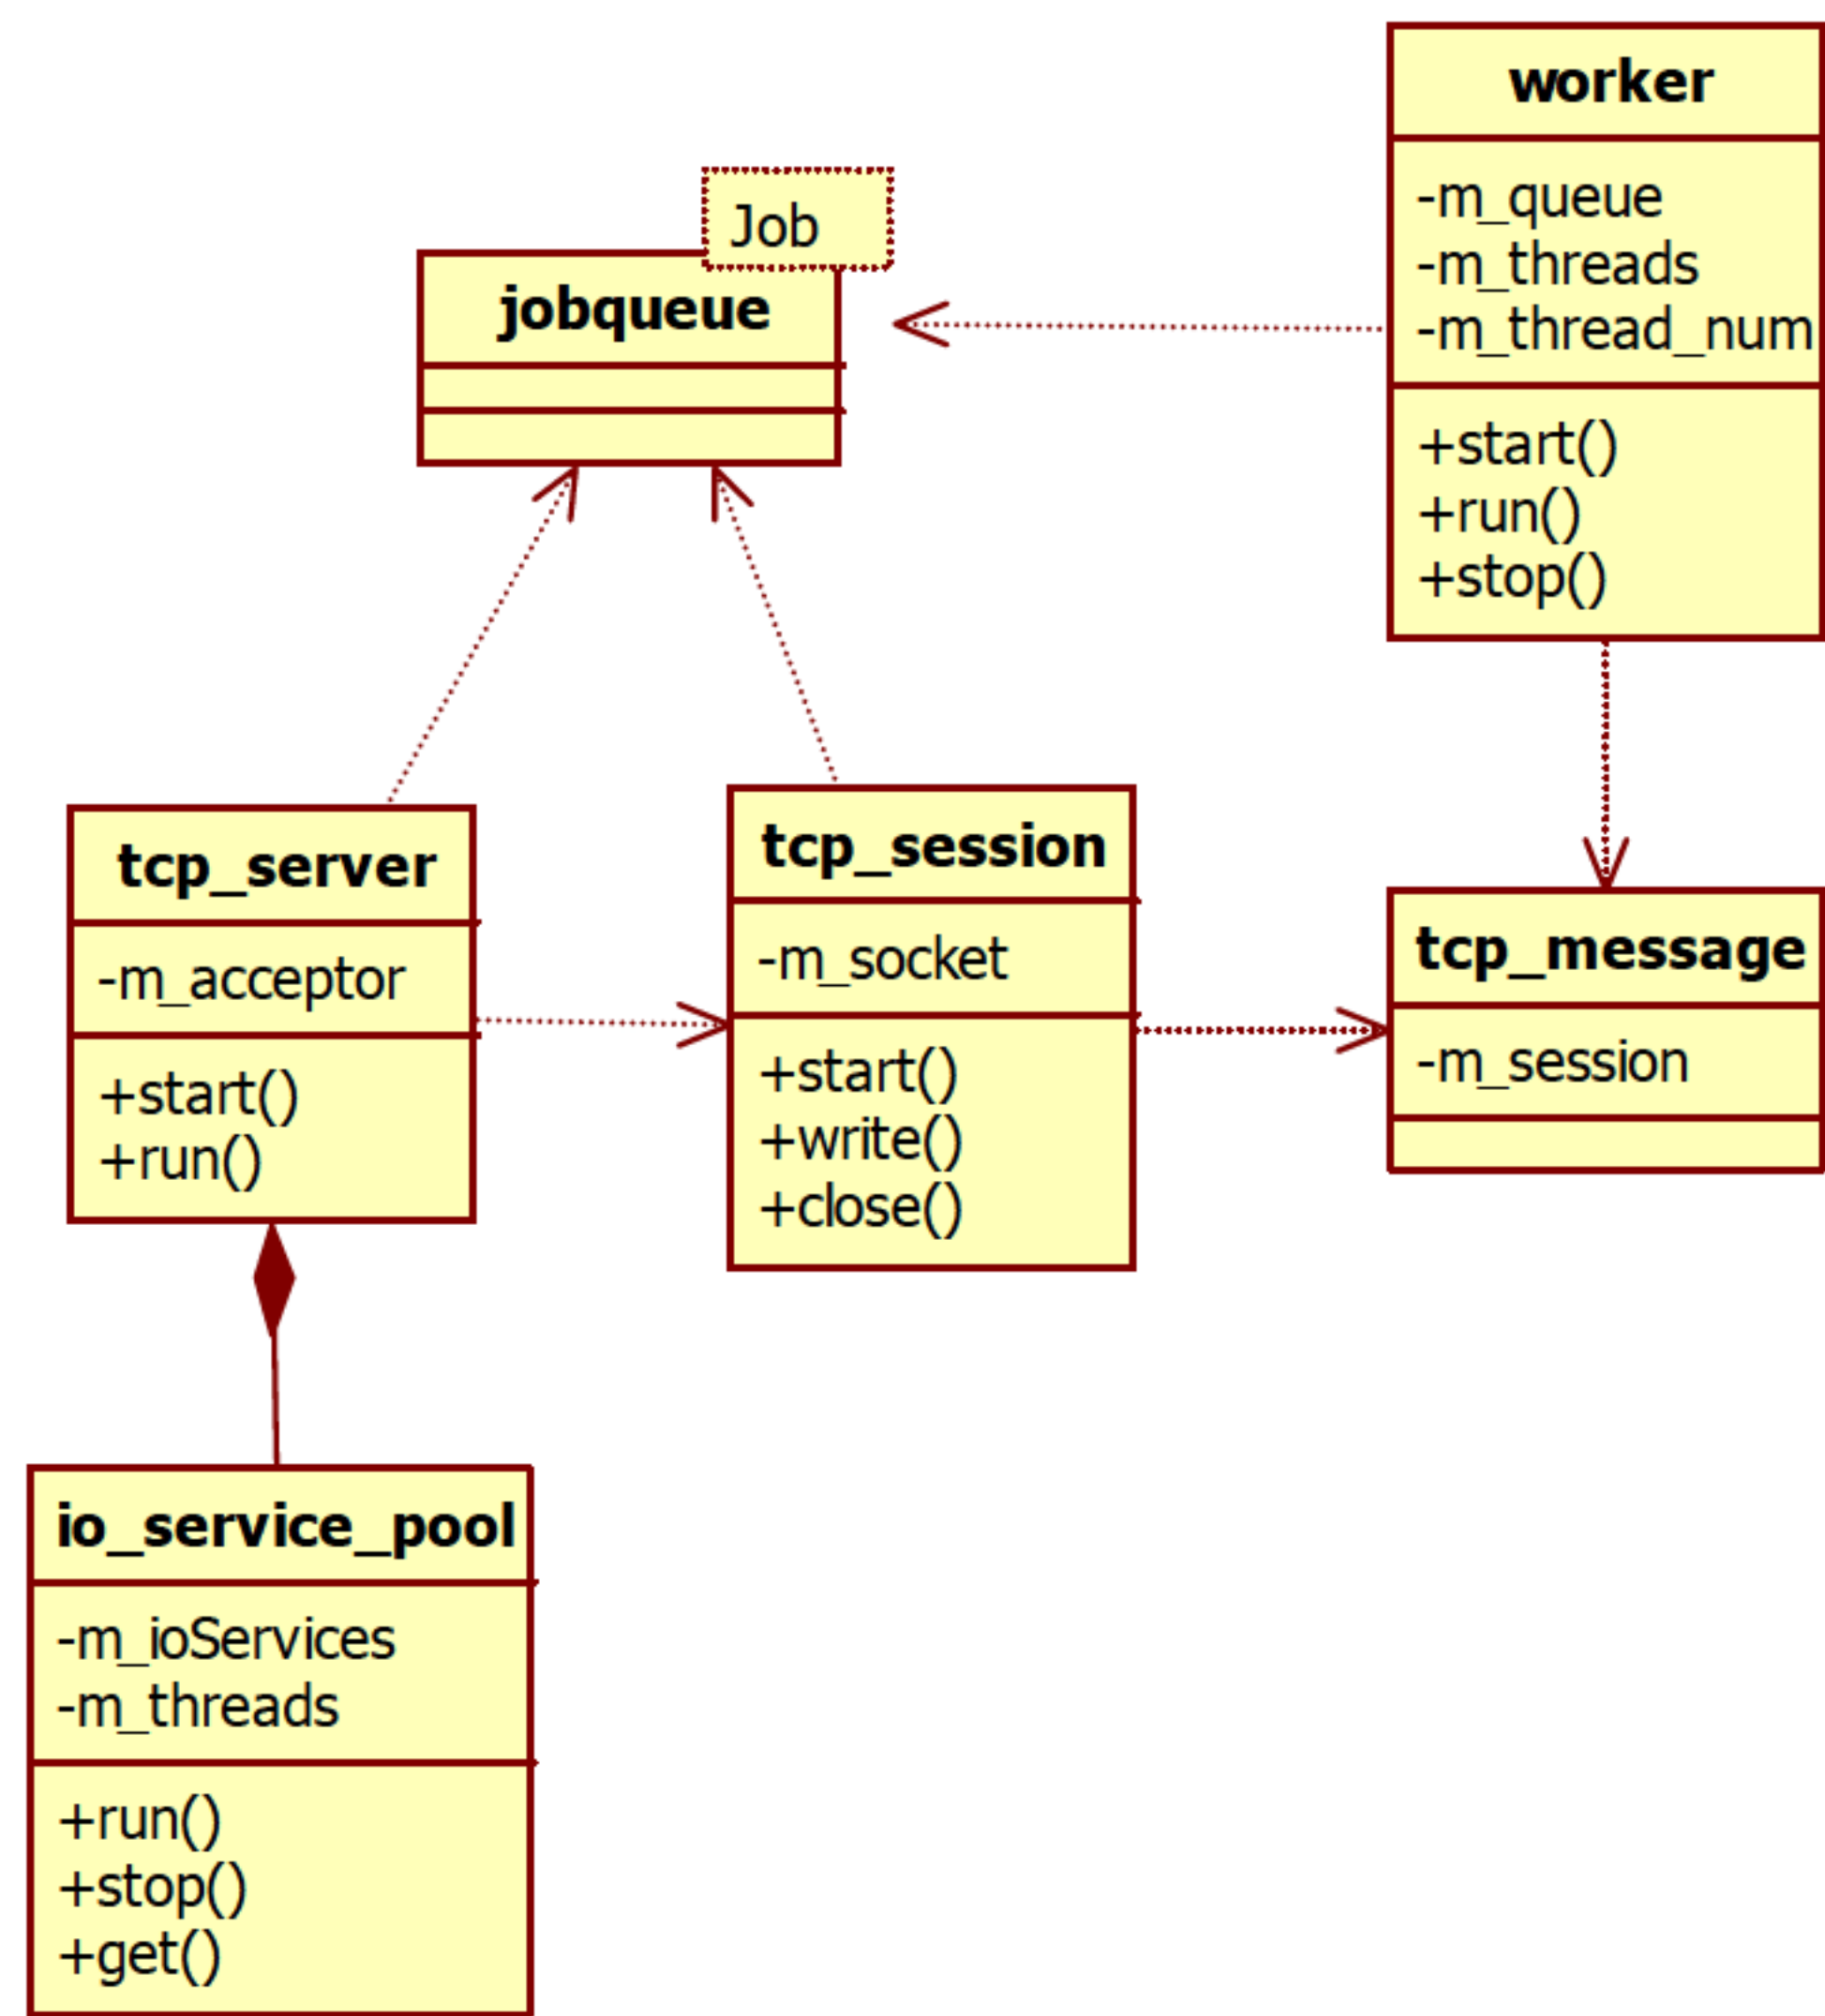 worker
-m_queue
-m_threads
-m_thread_num
+start()
+run()
+stop()
Job
jobqueue
tcp_server
-m_acceptor
+start()
+run()
tcp_session
-m_socket
+start()
+write()
+close()
tcp_message
-m_session
io_service_pool
-m_ioServices
-m_threads
+run()
+stop()
+get()